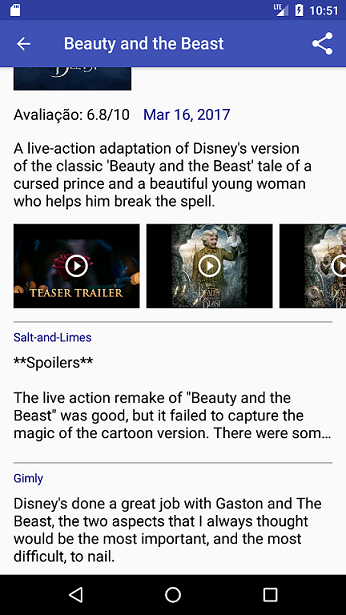 LTE 10:51
Beauty and the Beast
Avaliação: 6.8/10 Mar 16, 2017
A live-action adaptation of Disney's version
of the classic 'Beauty and the Beast' tale of a
cursed prince and a beautiful young woman
who helps him break the spell.
TEASER TRAILER
Salt-and-Limes
**Spoilers**
The live action remake of "Beauty and the
Beast" was good, but it failed to capture the
magic of the cartoon version. There were som...
Gimly
Disney's done a great job with Gaston and The
Beast, the two aspects that I always thought
would be the most important, and the most
difficult, to nail.